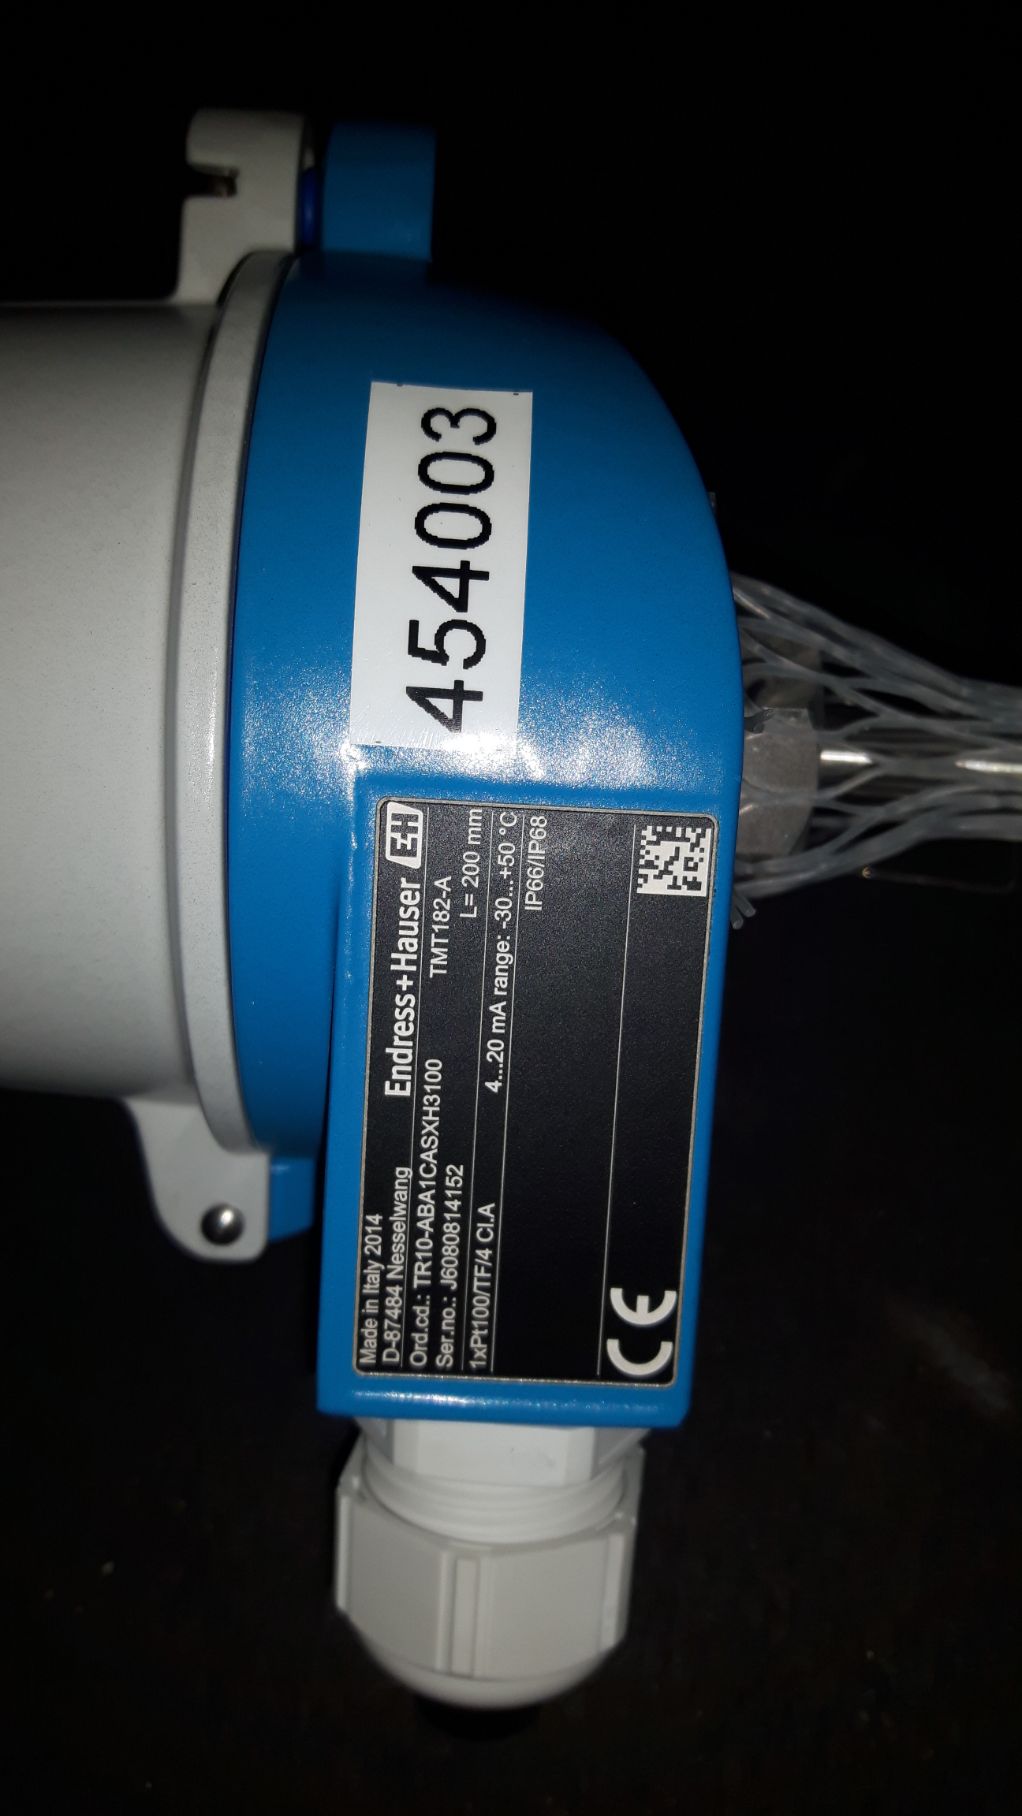 454003
Made in Italy 2014
D-87484 Nesselwang Endress+Hauser EH
Ord.cd.: TR10-ABA1CASXH3100 TMT182-A
Ser.no.: J6080814152 L= 200 mm
1xPt100/TF/4 Cl.A 4...20 mA range: -30...+50 °C
IP66/IP68
CE